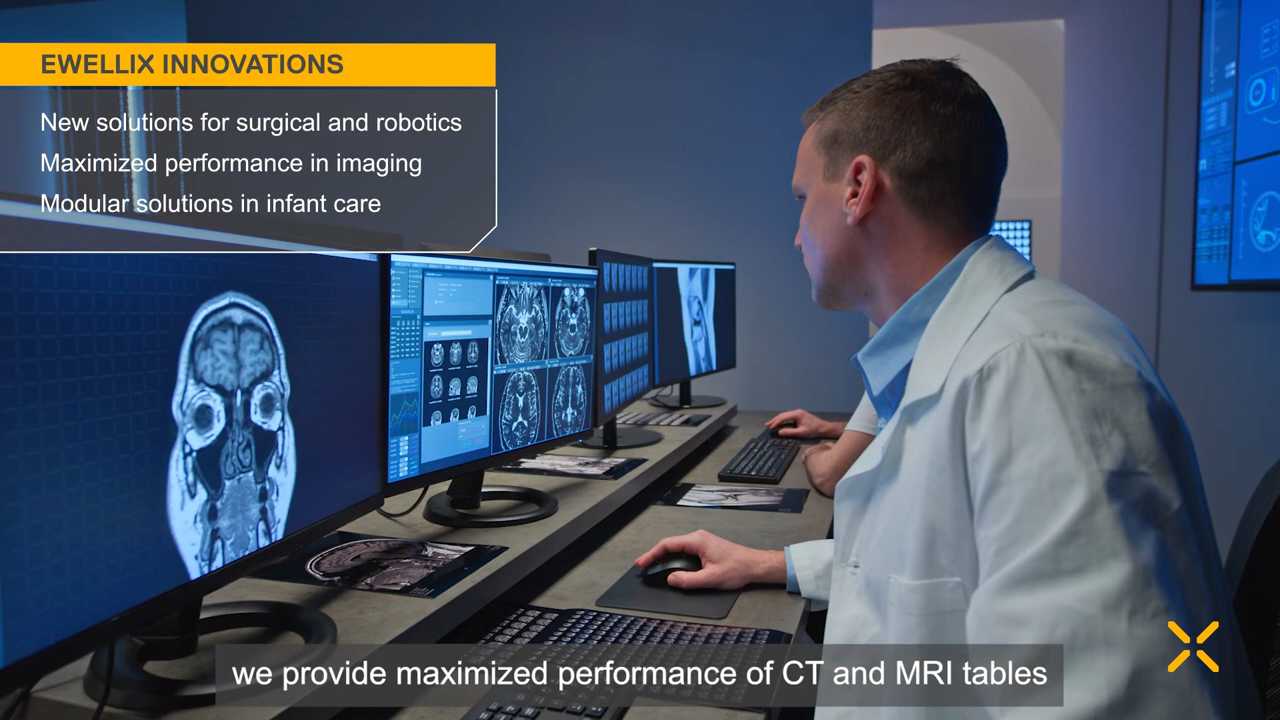 EWELLIX INNOVATIONS
New solutions for surgical and robotics
Maximized performance in imaging
Modular solutions in infant care
we provide maximized performance of CT and MRI tables